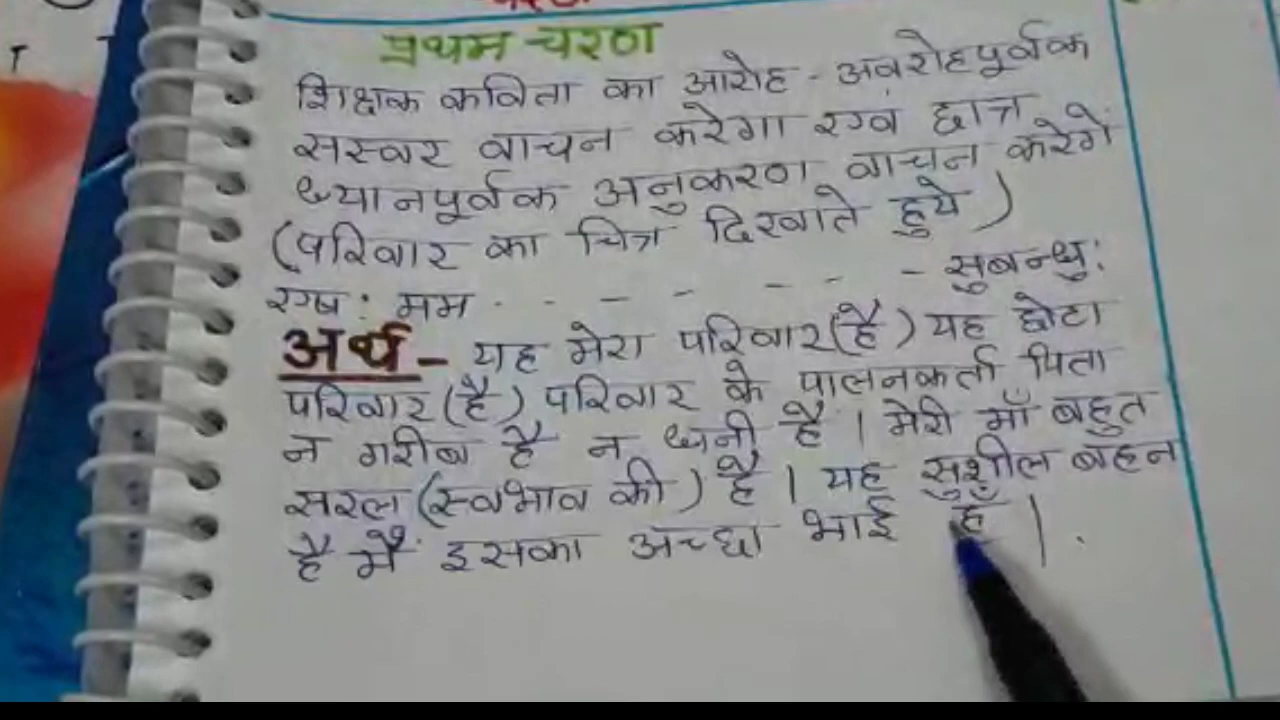 प्रथम चरण
शिक्षक कविता का आरोह - अवरोहपूर्वक
सस्वर वाचन करेगा एवं छात्र
ध्यानपूर्वक अनुकरण वाचन करेगें
(परिवार का चित्र दिखाते हुये)
एषः मम - - - - - - - सुबन्धुः
अर्थ - यह मेरा परिवार (है) यह छोटा
परिवार (है) परिवार के पालनकर्ता पिता
न गरीब है न धनी है । मेरी माँ बहुत
सरल (स्वभाव की) है । यह सुशील बहन
है मैं इसका अच्छा भाई हूँ ।